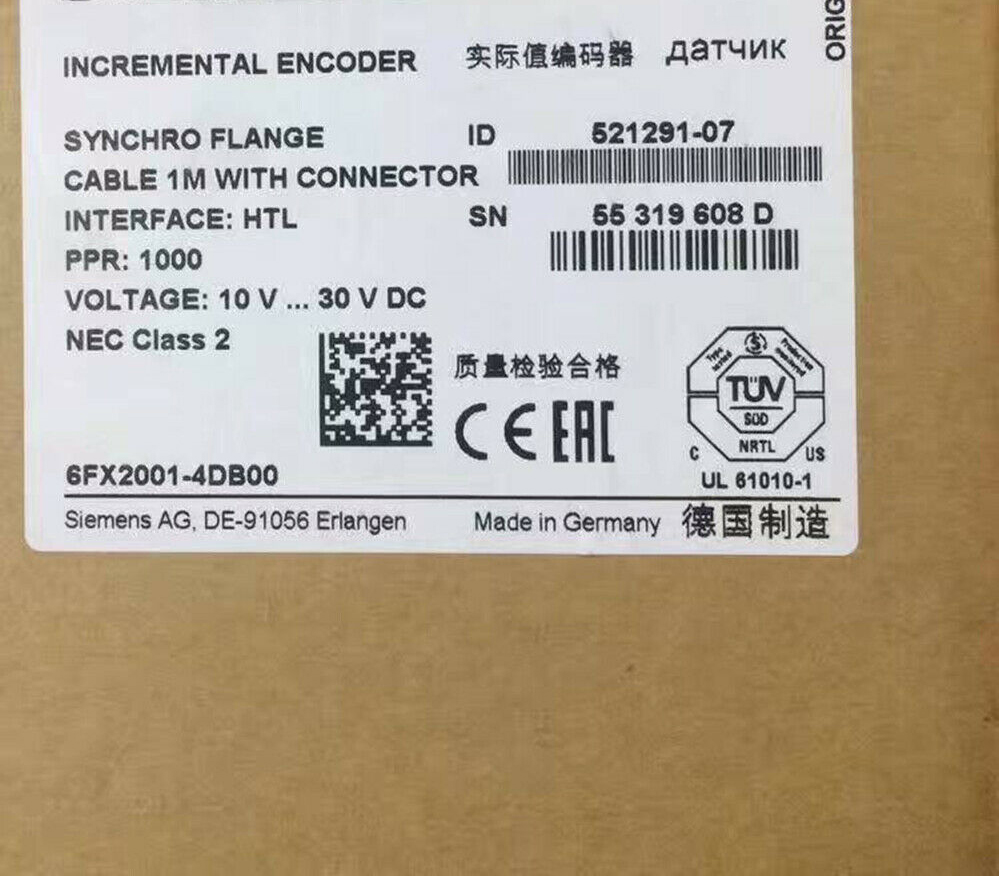 INCREMENTAL ENCODER 实际值编码器 датчик
ORIG
SYNCHRO FLANGE
ID 521291-07
CABLE 1M WITH CONNECTOR
INTERFACE: HTL
SN 55 319 608 D
PPR: 1000
VOLTAGE: 10 V ... 30 V DC
NEC Class 2
质量检验合格
CE EAC
Type tested
TÜV
SÜD
NRTL
C US
UL 61010-1
6FX2001-4DB00
Siemens AG, DE-91056 Erlangen Made in Germany 德国制造